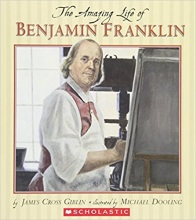 The Amazing Life of
BENJAMIN FRANKLIN
by JAMES CROSS GIBLIN illustrated by MICHAEL DOOLING
SCHOLASTIC